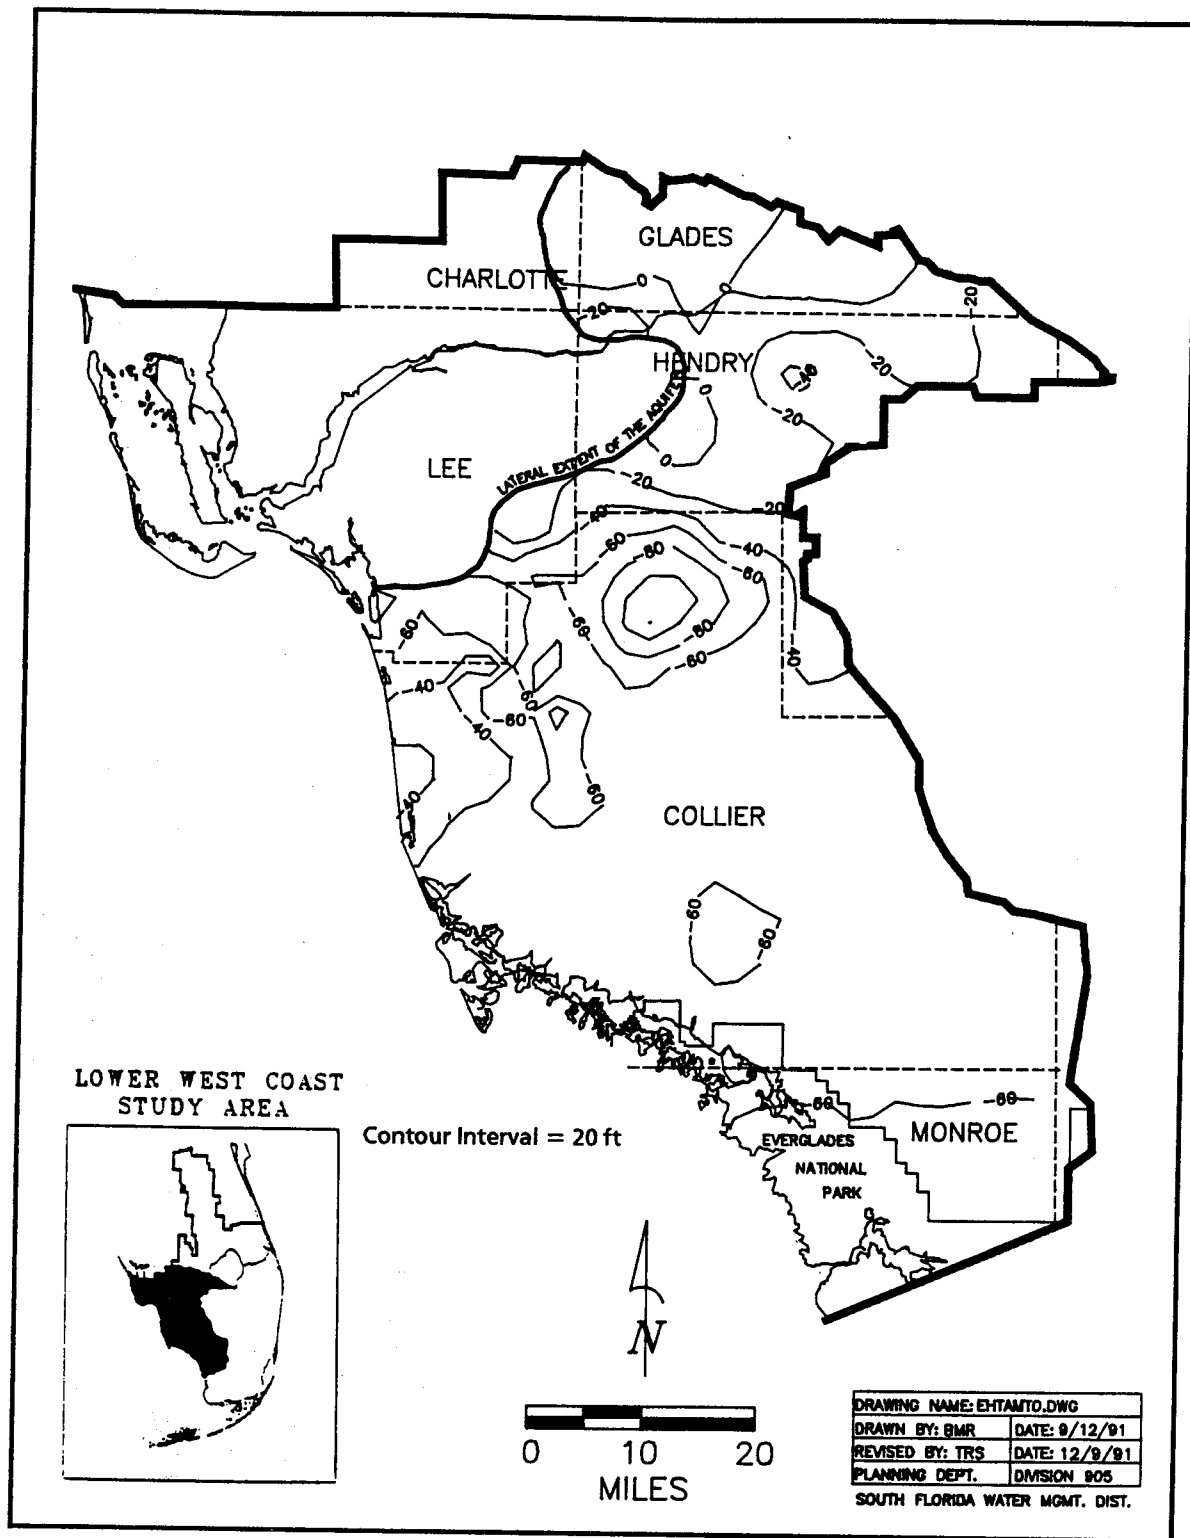 GLADES
CHARLOTTE
0
0
-20
-20
HENDRY
-20
-40
0
-20
LATERAL EXTENT OF THE AQUIFER
0
LEE
-20
-20
-40
-60
-40
-80
-60
-60
-60
-80
-60
-40
-40
60
-60
-40
60
-40
COLLIER
-60
-60
LOWER WEST COAST
STUDY AREA
-60
-60
Contour Interval = 20 ft
MONROE
EVERGLADES
NATIONAL
PARK
N
0 10 20
MILES
DRAWING NAME: EHTAMTO.DWG
DRAWN BY: BMR DATE: 9/12/91
REVISED BY: TRS DATE: 12/9/91
PLANNING DEPT. DIVISION 905
SOUTH FLORIDA WATER MGMT. DIST.